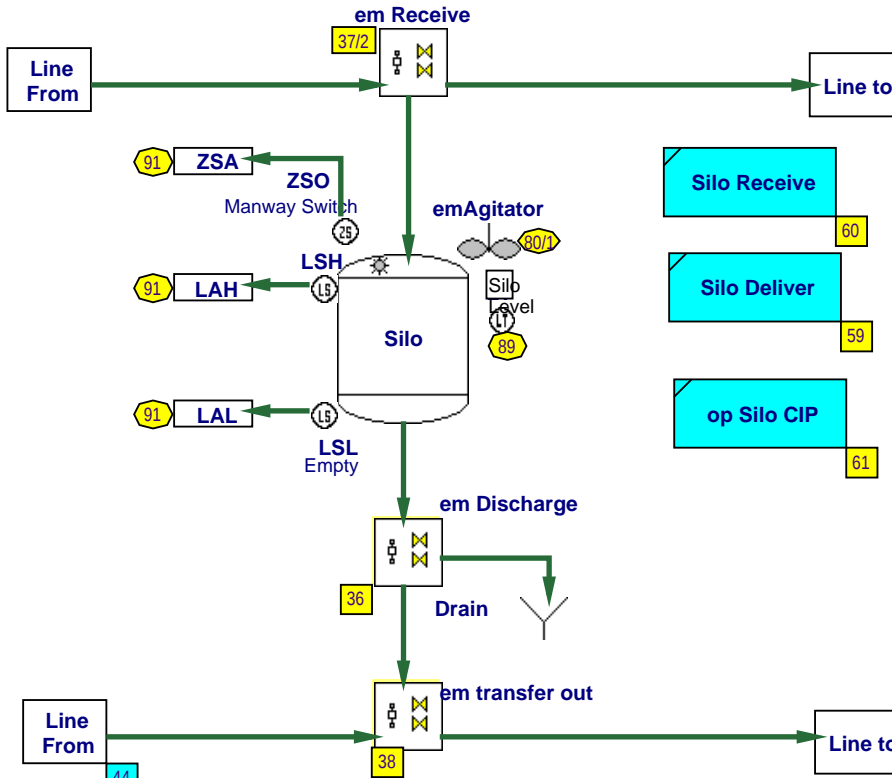 em Receive
37/2
Line
From
Line to
91
ZSA
ZSO
Manway Switch
ZS
emAgitator
80/1
Silo Receive
60
LSH
91
LAH
LS
Silo
Level
LT
89
Silo
Silo Deliver
59
91
LAL
LS
LSL
Empty
op Silo CIP
61
em Discharge
36
Drain
em transfer out
Line
From
44
38
Line to